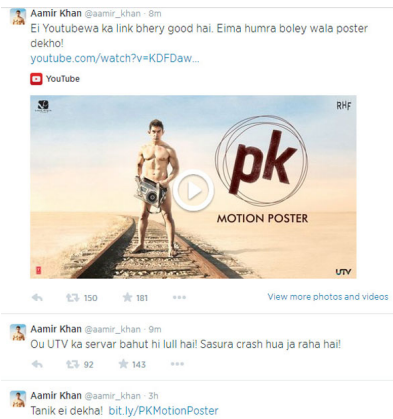 Aamir Khan @aamir_khan · 8m
Ei Youtubewa ka link bhery good hai. Eima humra boley wala poster
dekho!
youtube.com/watch?v=KDFDaw...
YouTube
RHF
pk
MOTION POSTER
UTV
150
181
View more photos and videos
Aamir Khan @aamir_khan · 9m
Ou UTV ka servar bahut hi lull hai! Sasura crash hua ja raha hai!
92
143
Aamir Khan @aamir_khan · 3h
Tanik ei dekha! bit.ly/PKMotionPoster